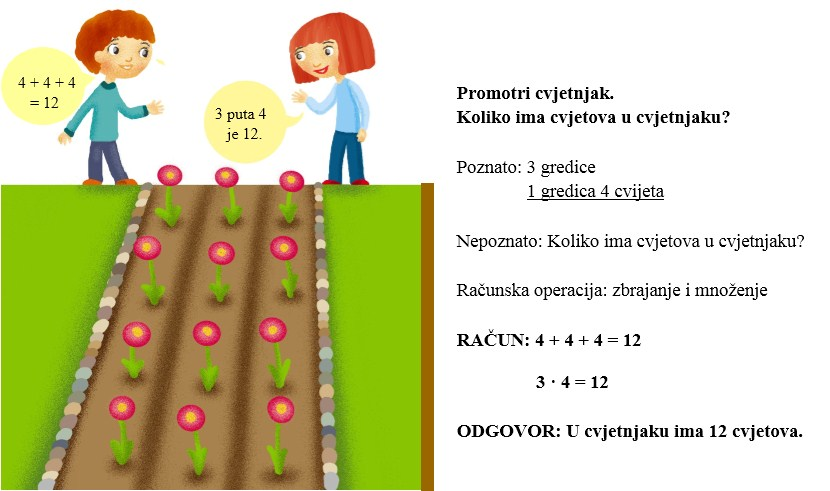 4 + 4 + 4
= 12
3 puta 4
je 12.
Promotri cvjetnjak.
Koliko ima cvjetova u cvjetnjaku?
Poznato: 3 gredice
1 gredica 4 cvijeta
Nepoznato: Koliko ima cvjetova u cvjetnjaku?
Računska operacija: zbrajanje i množenje
RAČUN: 4 + 4 + 4 = 12
3 · 4 = 12
ODGOVOR: U cvjetnjaku ima 12 cvjetova.